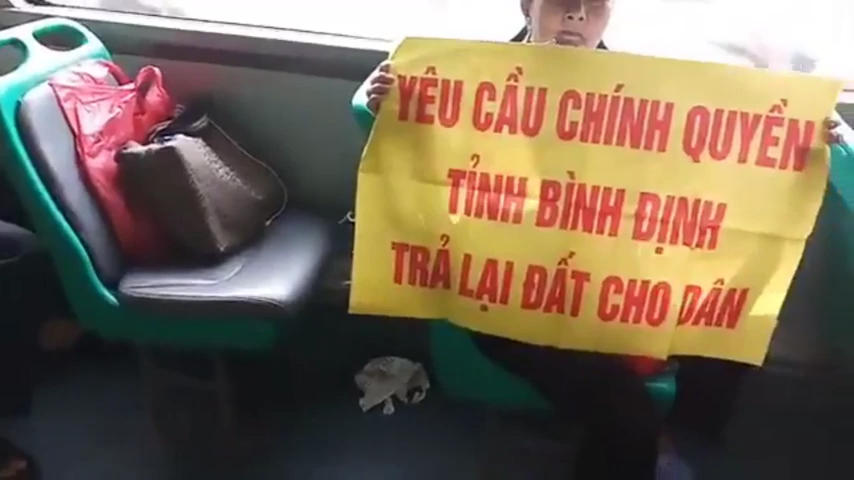 YÊU CẦU CHÍNH QUYỀN
TỈNH BÌNH ĐỊNH
TRẢ LẠI ĐẤT CHO DÂN